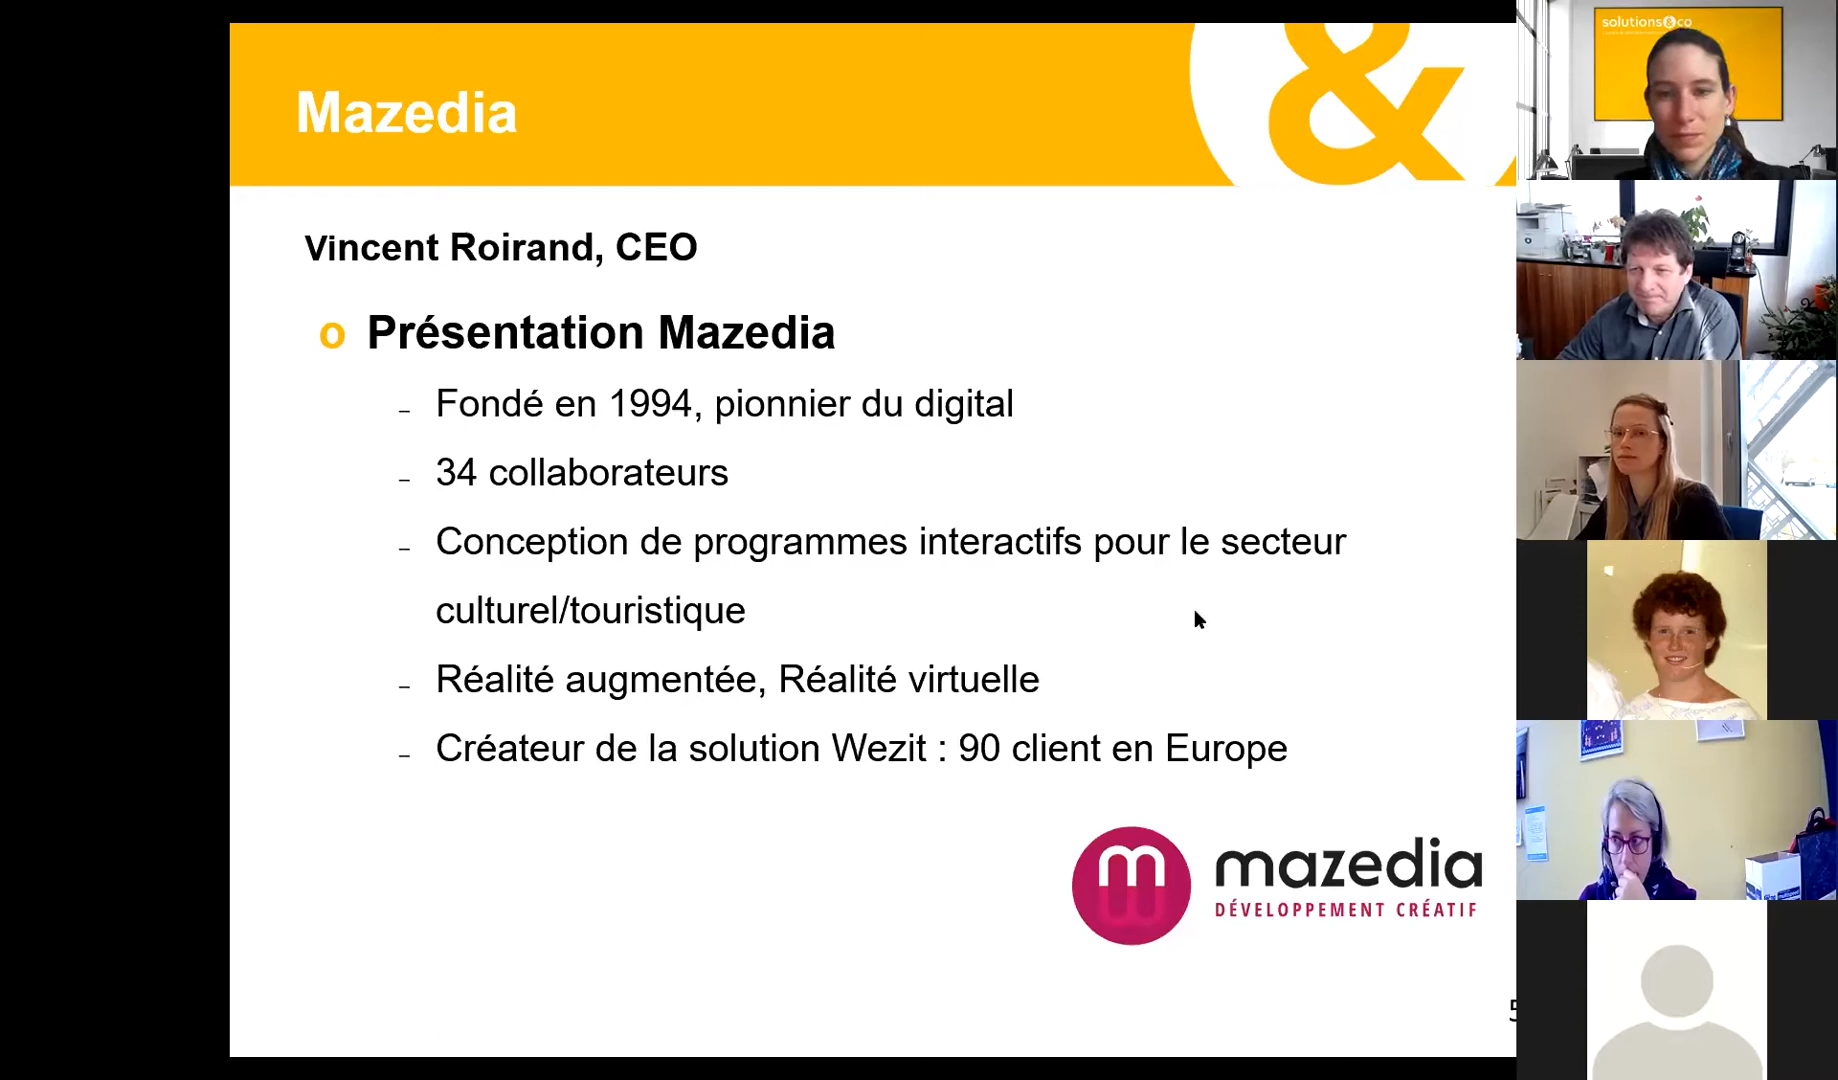 Mazedia
&
Vincent Roirand, CEO
o Présentation Mazedia
– Fondé en 1994, pionnier du digital
– 34 collaborateurs
– Conception de programmes interactifs pour le secteur
culturel/touristique
– Réalité augmentée, Réalité virtuelle
– Créateur de la solution Wezit : 90 client en Europe
m mazedia
DÉVELOPPEMENT CRÉATIF
5
solutions&co